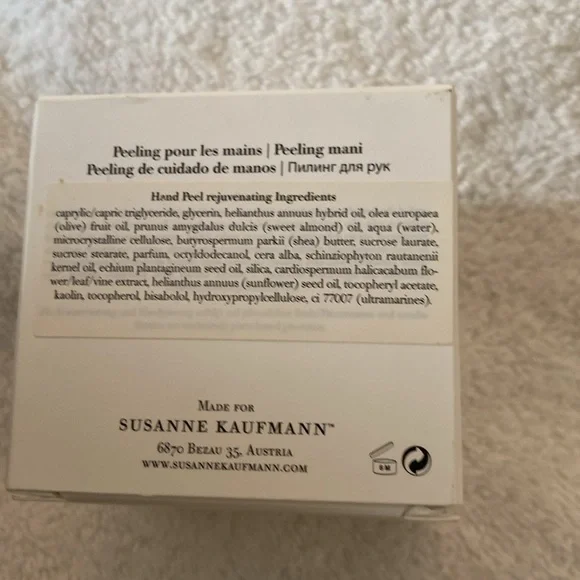 Peeling pour les mains | Peeling mani
Peeling de cuidado de manos | Пилинг для рук
Hand Peel rejuvenating Ingredients
caprylic/capric triglyceride, glycerin, helianthus annuus hybrid oil, olea europaea
(olive) fruit oil, prunus amygdalus dulcis (sweet almond) oil, aqua (water),
microcrystalline cellulose, butyrospermum parkii (shea) butter, sucrose laurate,
sucrose stearate, parfum, octyldodecanol, cera alba, schinziophyton rautanenii
kernel oil, echium plantagineum seed oil, silica, cardiospermum halicacabum flo-
wer/leaf/vine extract, helianthus annuus (sunflower) seed oil, tocopheryl acetate,
kaolin, tocopherol, bisabolol, hydroxypropylcellulose, ci 77007 (ultramarines).
Made for
SUSANNE KAUFMANN™
6870 Bezau 35, Austria
www.susannekaufmann.com
6M